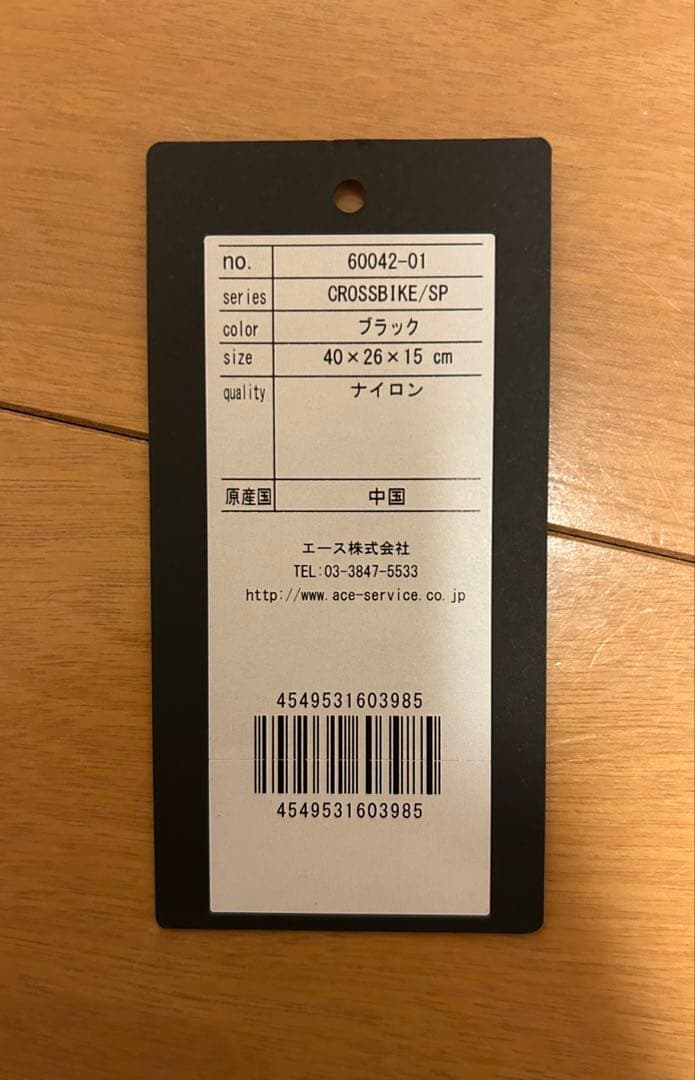 no. 60042-01
series CROSSBIKE/SP
color ブラック
size 40×26×15 cm
quality ナイロン
原産国 中国
エース株式会社
TEL:03-3847-5533
http://www.ace-service.co.jp
4549531603985
4549531603985